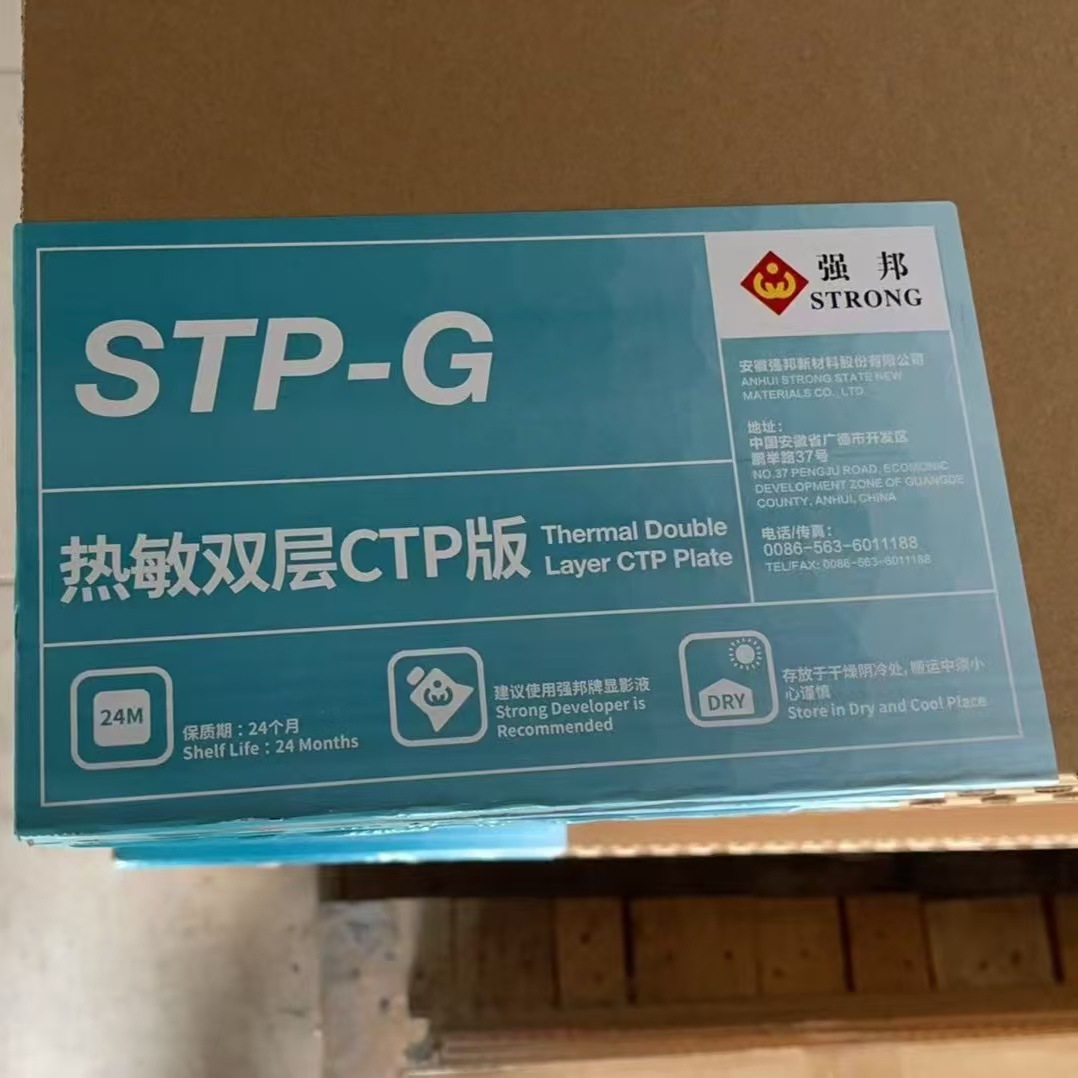 STP-G
强邦
STRONG
安徽强邦新材料股份有限公司
ANHUI STRONG STATE NEW
MATERIALS CO., LTD.
地址：
中国安徽省广德市开发区
鹏举路37号
NO.37 PENGJU ROAD, ECOMONIC
DEVELOPMENT ZONE OF GUANGDE
COUNTY, ANHUI, CHINA
电话/传真：
0086-563-6011188
TEL/FAX: 0086-563-6011188
热敏双层CTP版
Thermal Double
Layer CTP Plate
24M
保质期：24个月
Shelf Life：24 Months
建议使用强邦牌显影液
Strong Developer is
Recommended
DRY
存放于干燥阴冷处，搬运中须小
心谨慎
Store in Dry and Cool Place